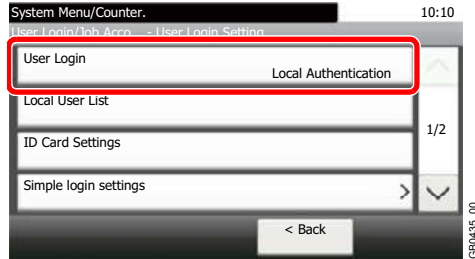 System Menu/Counter.
10:10
User Login/Job Acco... - User Login Setting
User Login
Local Authentication
Local User List
ID Card Settings
1/2
Simple login settings
< Back
GB0435_00